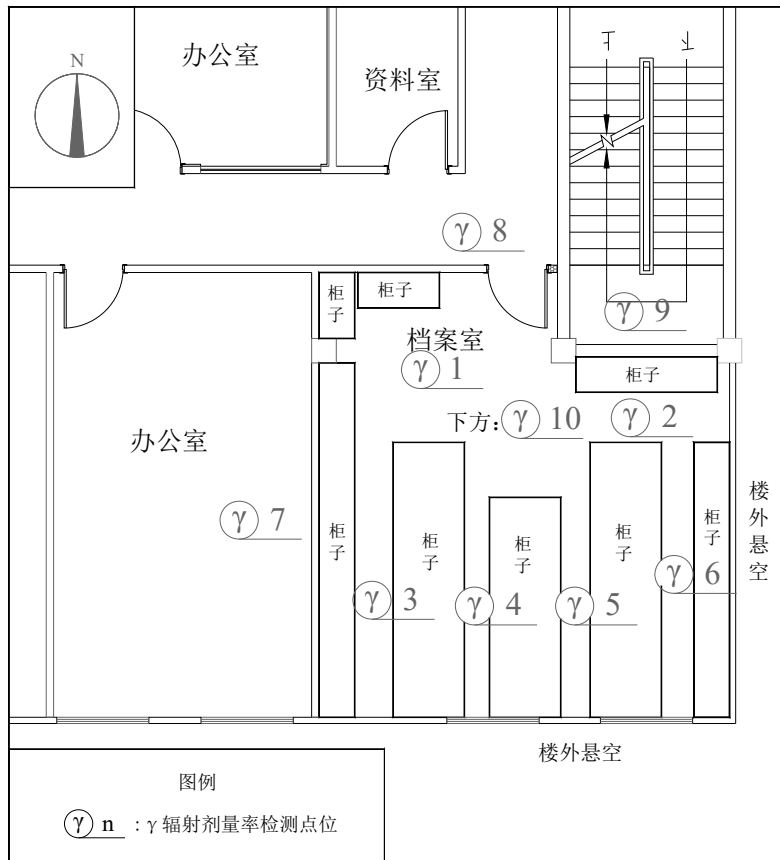 办公室
资料室
下
上
N
γ 8
柜子
柜子
γ 9
档案室
γ 1
柜子
下方：γ 10
γ 2
办公室
γ 7
柜子
柜子
柜子
柜子
柜子
楼外悬空
γ 3
γ 4
γ 5
γ 6
楼外悬空
图例
γ n ：γ 辐射剂量率检测点位